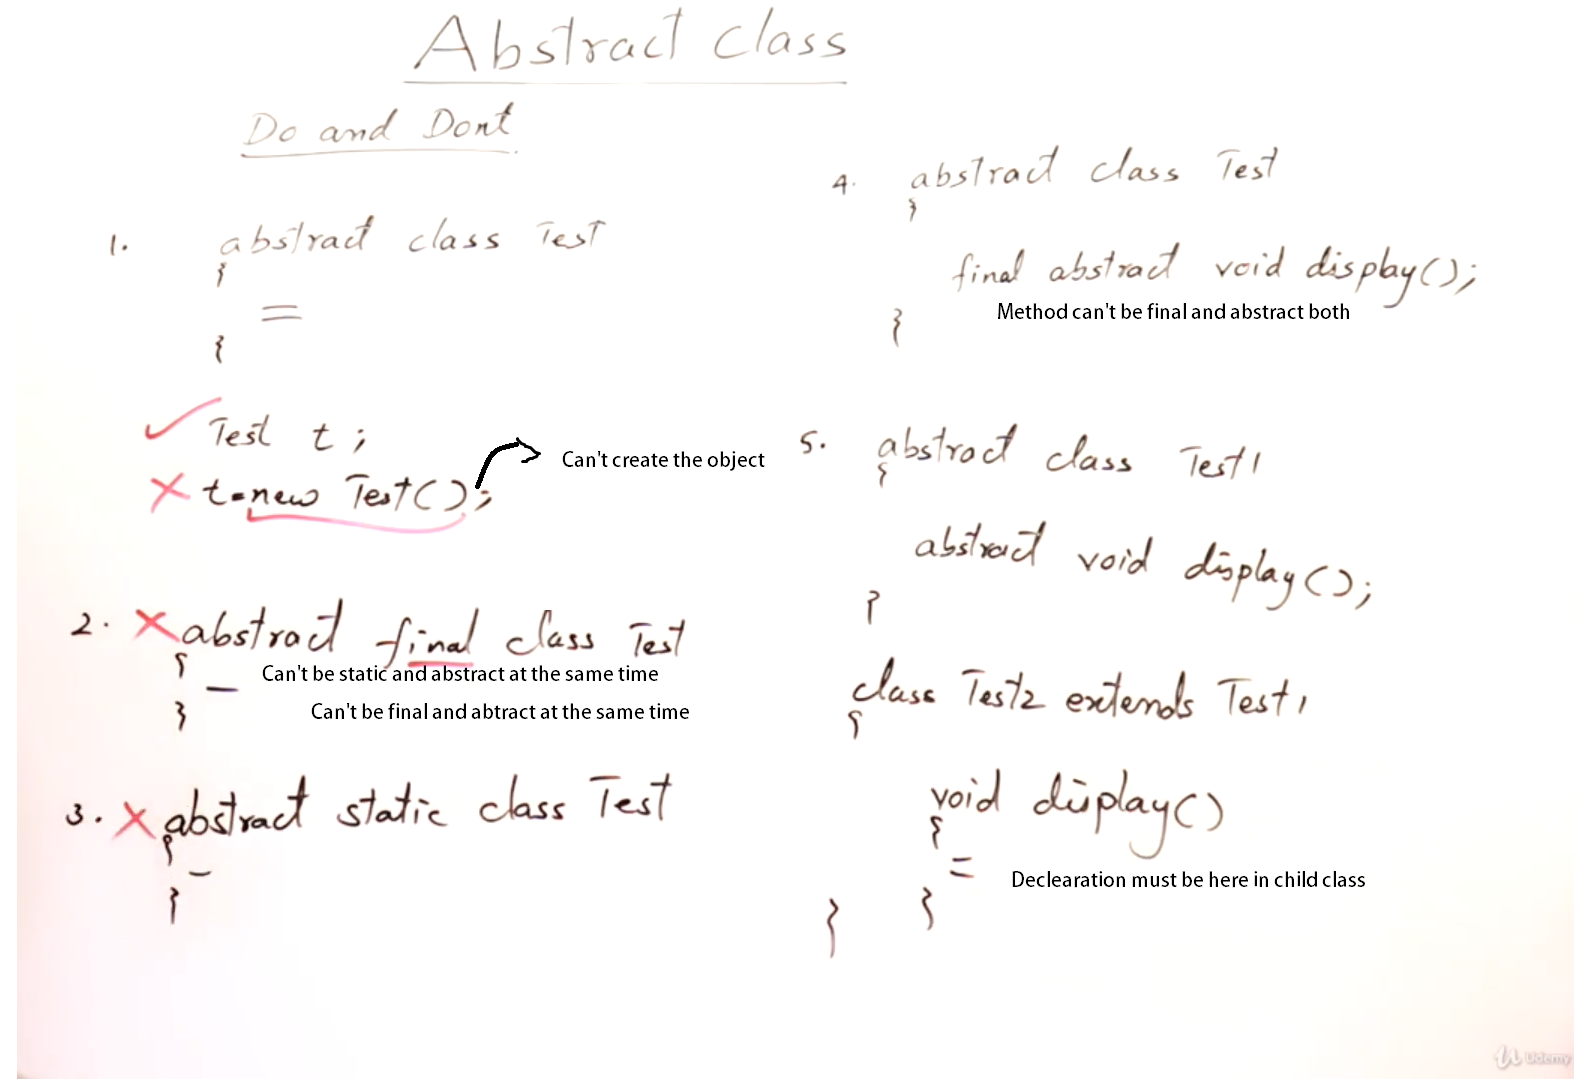 Abstract Class
Do and Dont
1. abstract class Test
{
=
}
Test t;
t=new Test();
Can't create the object
2. abstract final class Test
{
Can't be static and abstract at the same time
Can't be final and abtract at the same time
}
3. abstract static class Test
{
}
4. abstract class Test
{
final abstract void display();
Method can't be final and abstract both
}
5. abstract class Test1
{
abstract void display();
}
class Test2 extends Test1
{
void display()
{
=
Declearation must be here in child class
}
}
Udemy